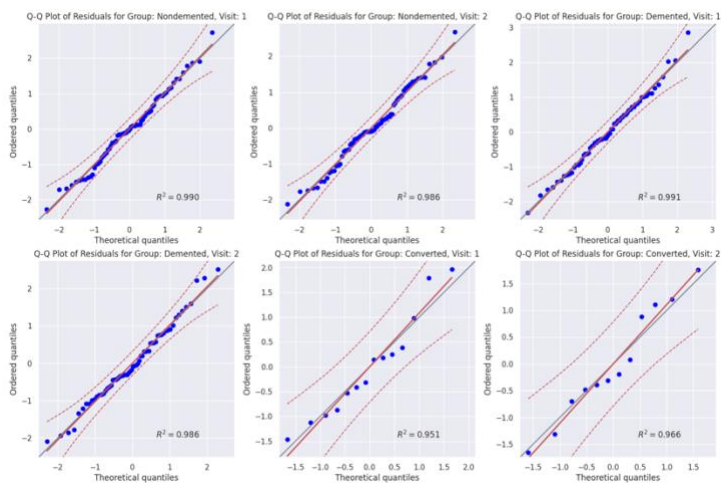 Q-Q Plot of Residuals for Group: Nondemented, Visit: 1
Ordered quantiles
2
1
0
−1
−2
R² = 0.990
−2 −1 0 1 2
Theoretical quantiles
Q-Q Plot of Residuals for Group: Nondemented, Visit: 2
Ordered quantiles
2
1
0
−1
−2
R² = 0.986
−2 −1 0 1 2
Theoretical quantiles
Q-Q Plot of Residuals for Group: Demented, Visit: 1
Ordered quantiles
3
2
1
0
−1
−2
R² = 0.991
−2 −1 0 1 2 3
Theoretical quantiles
Q-Q Plot of Residuals for Group: Demented, Visit: 2
Ordered quantiles
2
1
0
−1
−2
R² = 0.986
−2 −1 0 1 2
Theoretical quantiles
Q-Q Plot of Residuals for Group: Converted, Visit: 1
Ordered quantiles
2.0
1.5
1.0
0.5
0.0
−0.5
−1.0
−1.5
R² = 0.951
−1.5 −1.0 −0.5 0.0 0.5 1.0 1.5 2.0
Theoretical quantiles
Q-Q Plot of Residuals for Group: Converted, Visit: 2
Ordered quantiles
1.5
1.0
0.5
0.0
−0.5
−1.0
−1.5
R² = 0.966
−1.5 −1.0 −0.5 0.0 0.5 1.0 1.5
Theoretical quantiles